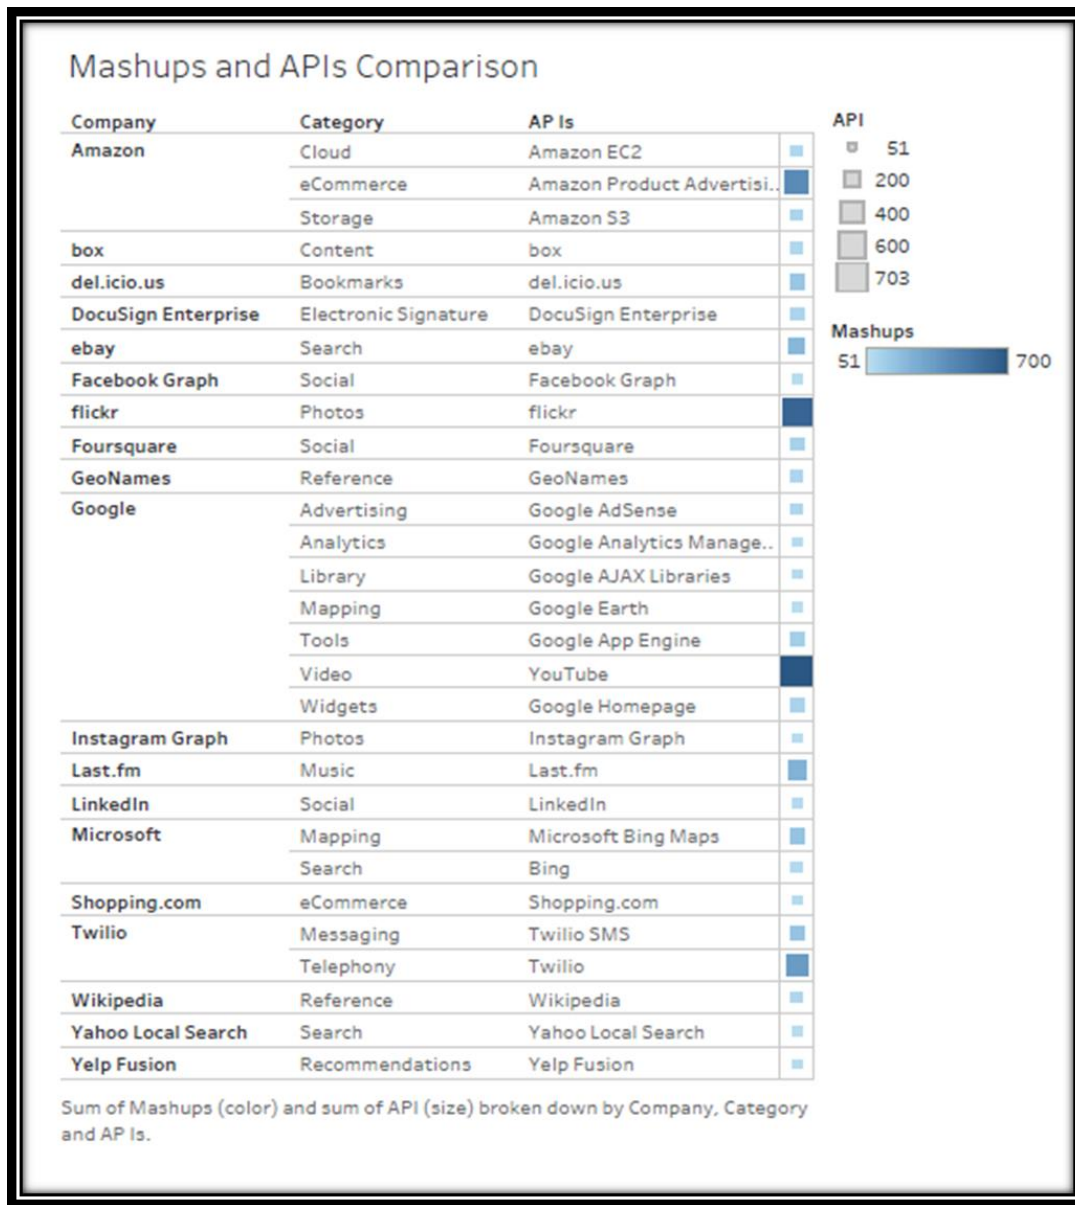 Mashups and APIs Comparison
Company Category AP Is
Amazon Cloud Amazon EC2
eCommerce Amazon Product Advertisi..
Storage Amazon S3
box Content box
del.icio.us Bookmarks del.icio.us
DocuSign Enterprise Electronic Signature DocuSign Enterprise
ebay Search ebay
Facebook Graph Social Facebook Graph
flickr Photos flickr
Foursquare Social Foursquare
GeoNames Reference GeoNames
Google Advertising Google AdSense
Analytics Google Analytics Manage..
Library Google AJAX Libraries
Mapping Google Earth
Tools Google App Engine
Video YouTube
Widgets Google Homepage
Instagram Graph Photos Instagram Graph
Last.fm Music Last.fm
LinkedIn Social LinkedIn
Microsoft Mapping Microsoft Bing Maps
Search Bing
Shopping.com eCommerce Shopping.com
Twilio Messaging Twilio SMS
Telephony Twilio
Wikipedia Reference Wikipedia
Yahoo Local Search Search Yahoo Local Search
Yelp Fusion Recommendations Yelp Fusion
API
51
200
400
600
703
Mashups
51 700
Sum of Mashups (color) and sum of API (size) broken down by Company, Category
and AP Is.